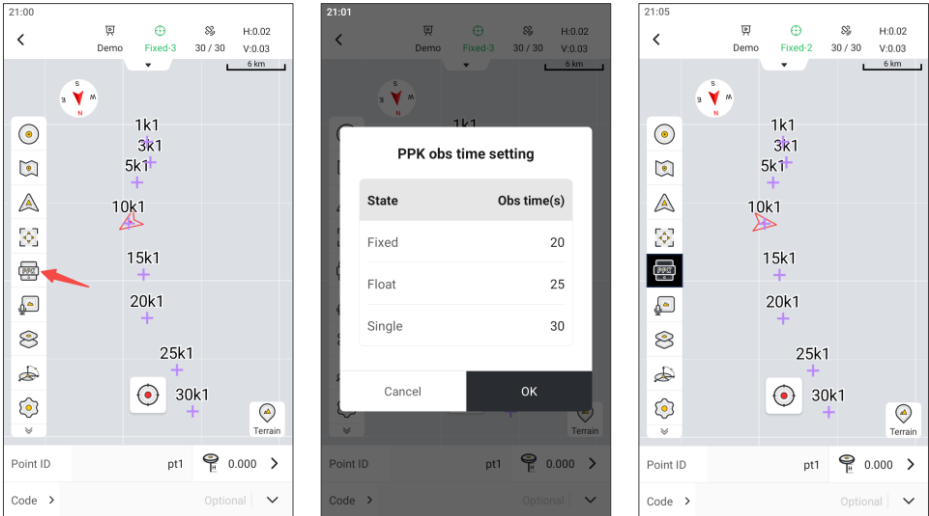 21:00
H:0.02
Demo Fixed-3 30 / 30 V:0.03
6 km
S
W
N
1k1
3k1
5k1
10k1
15k1
PPK
20k1
25k1
30k1
Terrain
Point ID pt1 0.000
Code Optional
21:01
H:0.02
Demo Fixed-3 30 / 30 V:0.03
6 km
S
W
N
1k1
PPK obs time setting
State Obs time(s)
Fixed 20
Float 25
Single 30
Cancel OK
Terrain
Point ID pt1 0.000
Code Optional
21:05
H:0.02
Demo Fixed-2 30 / 30 V:0.03
6 km
S
W
N
1k1
3k1
5k1
10k1
15k1
PPK
20k1
25k1
30k1
Terrain
Point ID pt1 0.000
Code Optional